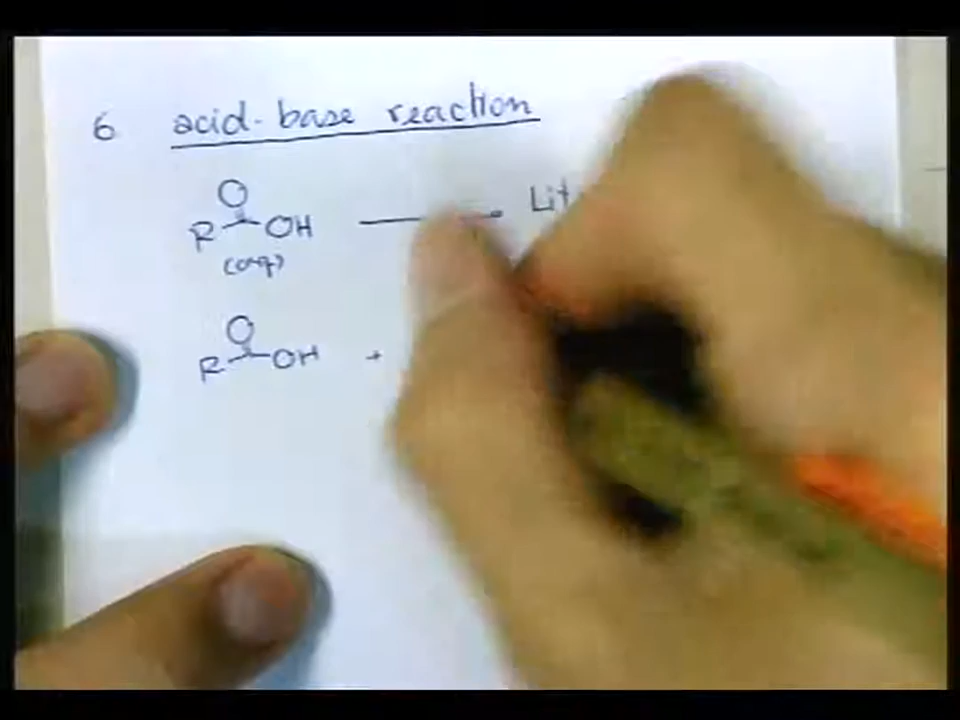 6 acid-base reaction
O
R OH Lit
(aq)
O
R OH +